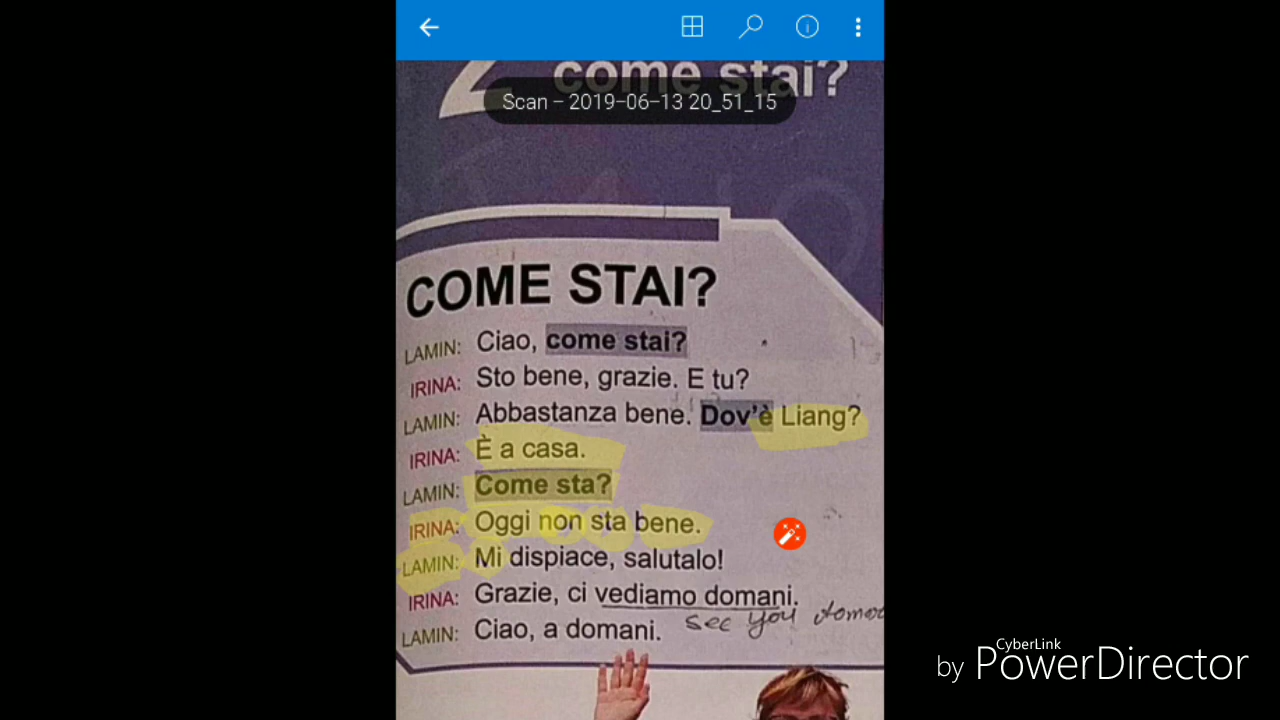 2 come stai?
Scan – 2019–06–13 20_51_15
COME STAI?
LAMIN: Ciao, come stai?
IRINA: Sto bene, grazie. E tu?
LAMIN: Abbastanza bene. Dov'è Liang?
IRINA: È a casa.
LAMIN: Come sta?
IRINA: Oggi non sta bene.
LAMIN: Mi dispiace, salutalo!
IRINA: Grazie, ci vediamo domani.
see you
LAMIN: Ciao, a domani.
by CyberLink PowerDirector